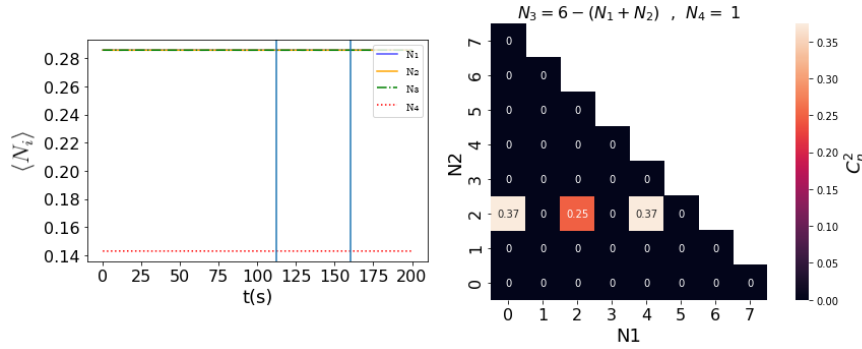 0.28
0.26
0.24
0.22
0.20
0.18
0.16
0.14
⟨N_i⟩
0 25 50 75 100 125 150 175 200
t(s)
N₁
N₂
N₃
N₄
N₃ = 6 − (N₁ + N₂) , N₄ = 1
7 0
6 0 0
5 0 0 0
4 0 0 0 0
3 0 0 0 0 0
2 0.37 0 0.25 0 0.37 0
1 0 0 0 0 0 0 0
0 0 0 0 0 0 0 0 0
N2
0 1 2 3 4 5 6 7
N1
0.35
0.30
0.25
0.20
0.15
0.10
0.05
0.00
C_n^2